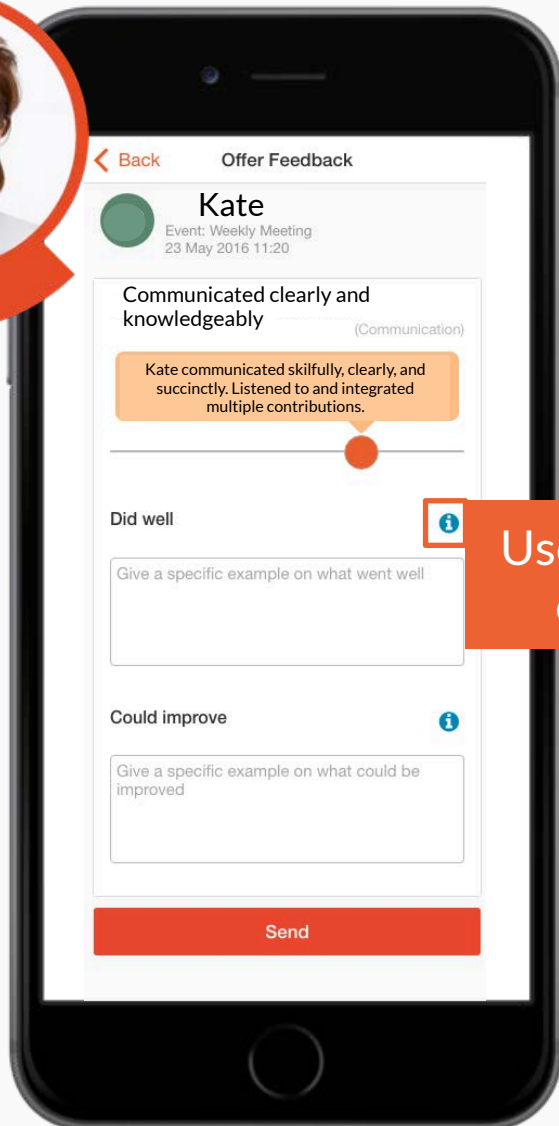 Back Offer Feedback
Kate
Event: Weekly Meeting
23 May 2016 11:20
Communicated clearly and
knowledgeably
(Communication)
Kate communicated skilfully, clearly, and
succinctly. Listened to and integrated
multiple contributions.
Did well
Give a specific example on what went well
Could improve
Give a specific example on what could be
improved
Send